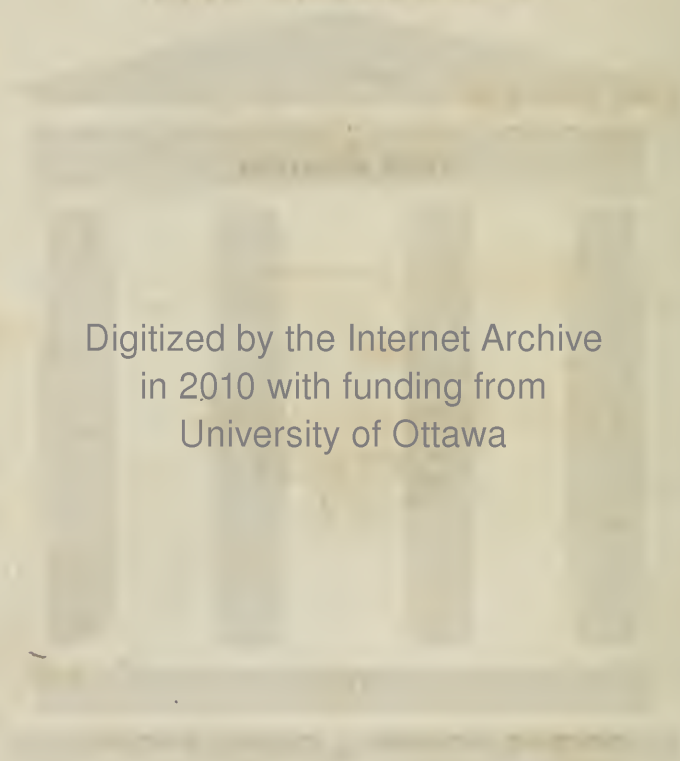 Digitized by the Internet Archive
in 2010 with funding from
University of Ottawa